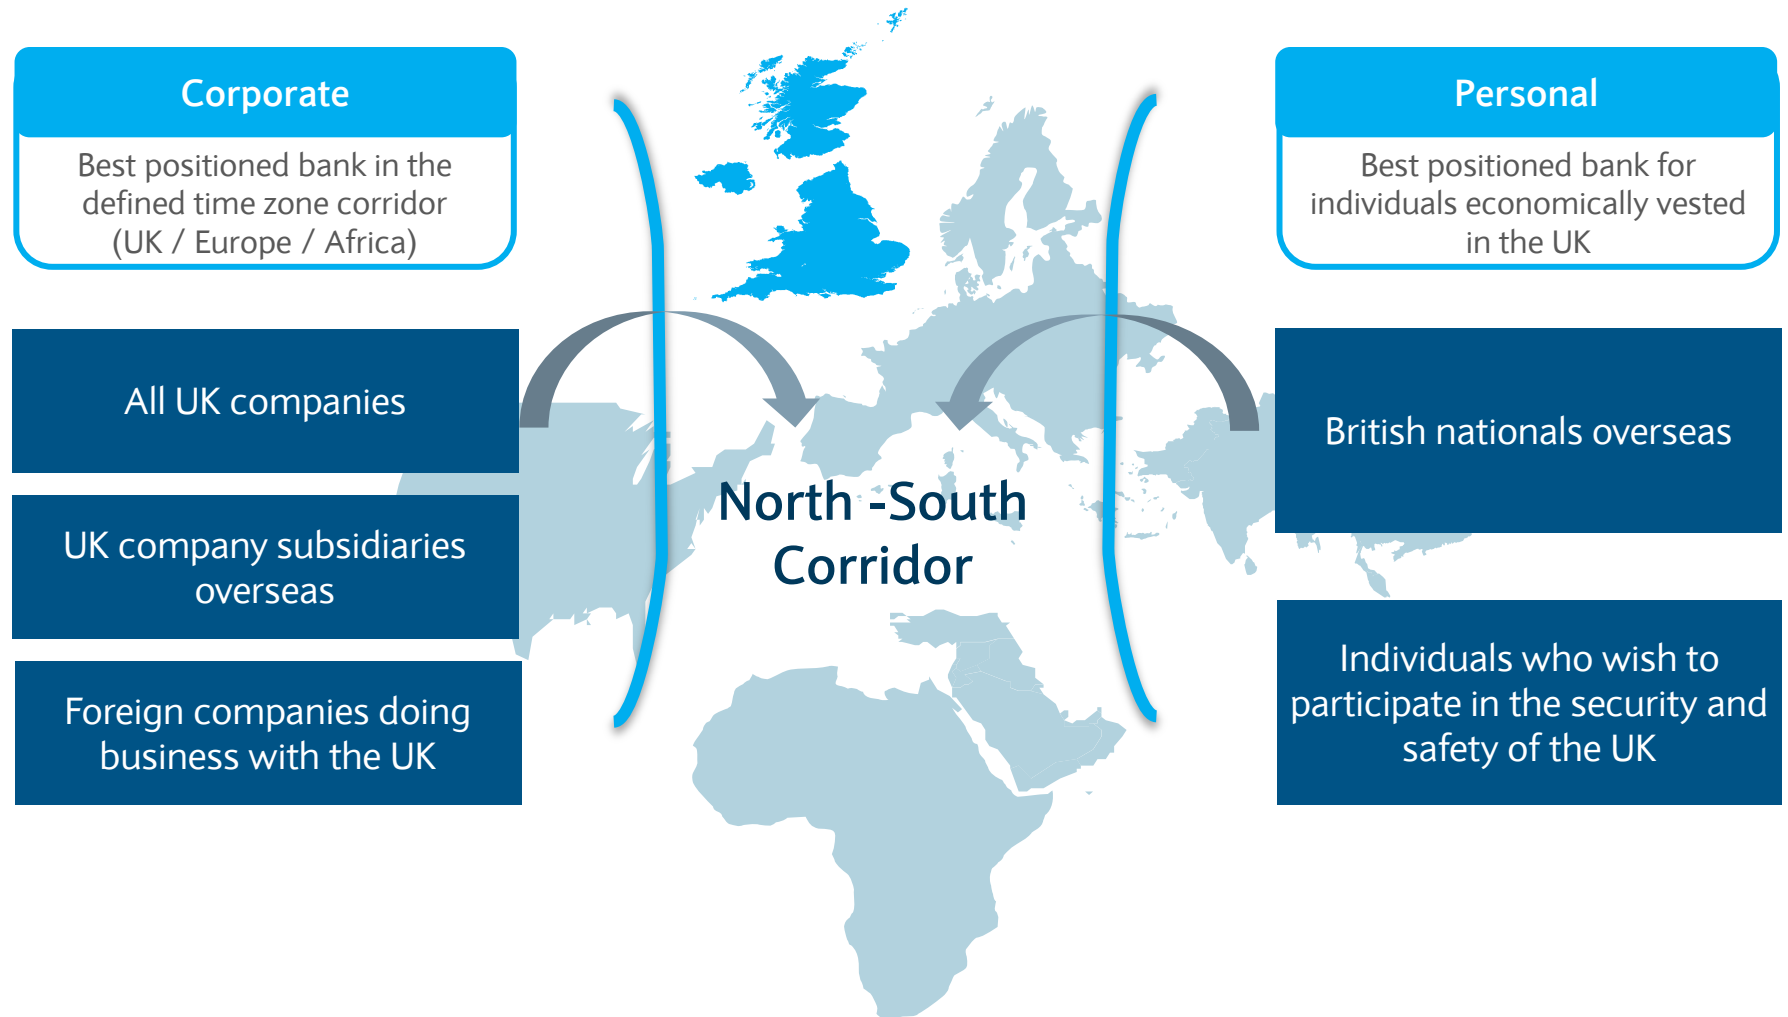 Corporate
Best positioned bank in the
defined time zone corridor
(UK / Europe / Africa)
All UK companies
UK company subsidiaries
overseas
Foreign companies doing
business with the UK
North -South
Corridor
Personal
Best positioned bank for
individuals economically vested
in the UK
British nationals overseas
Individuals who wish to
participate in the security and
safety of the UK